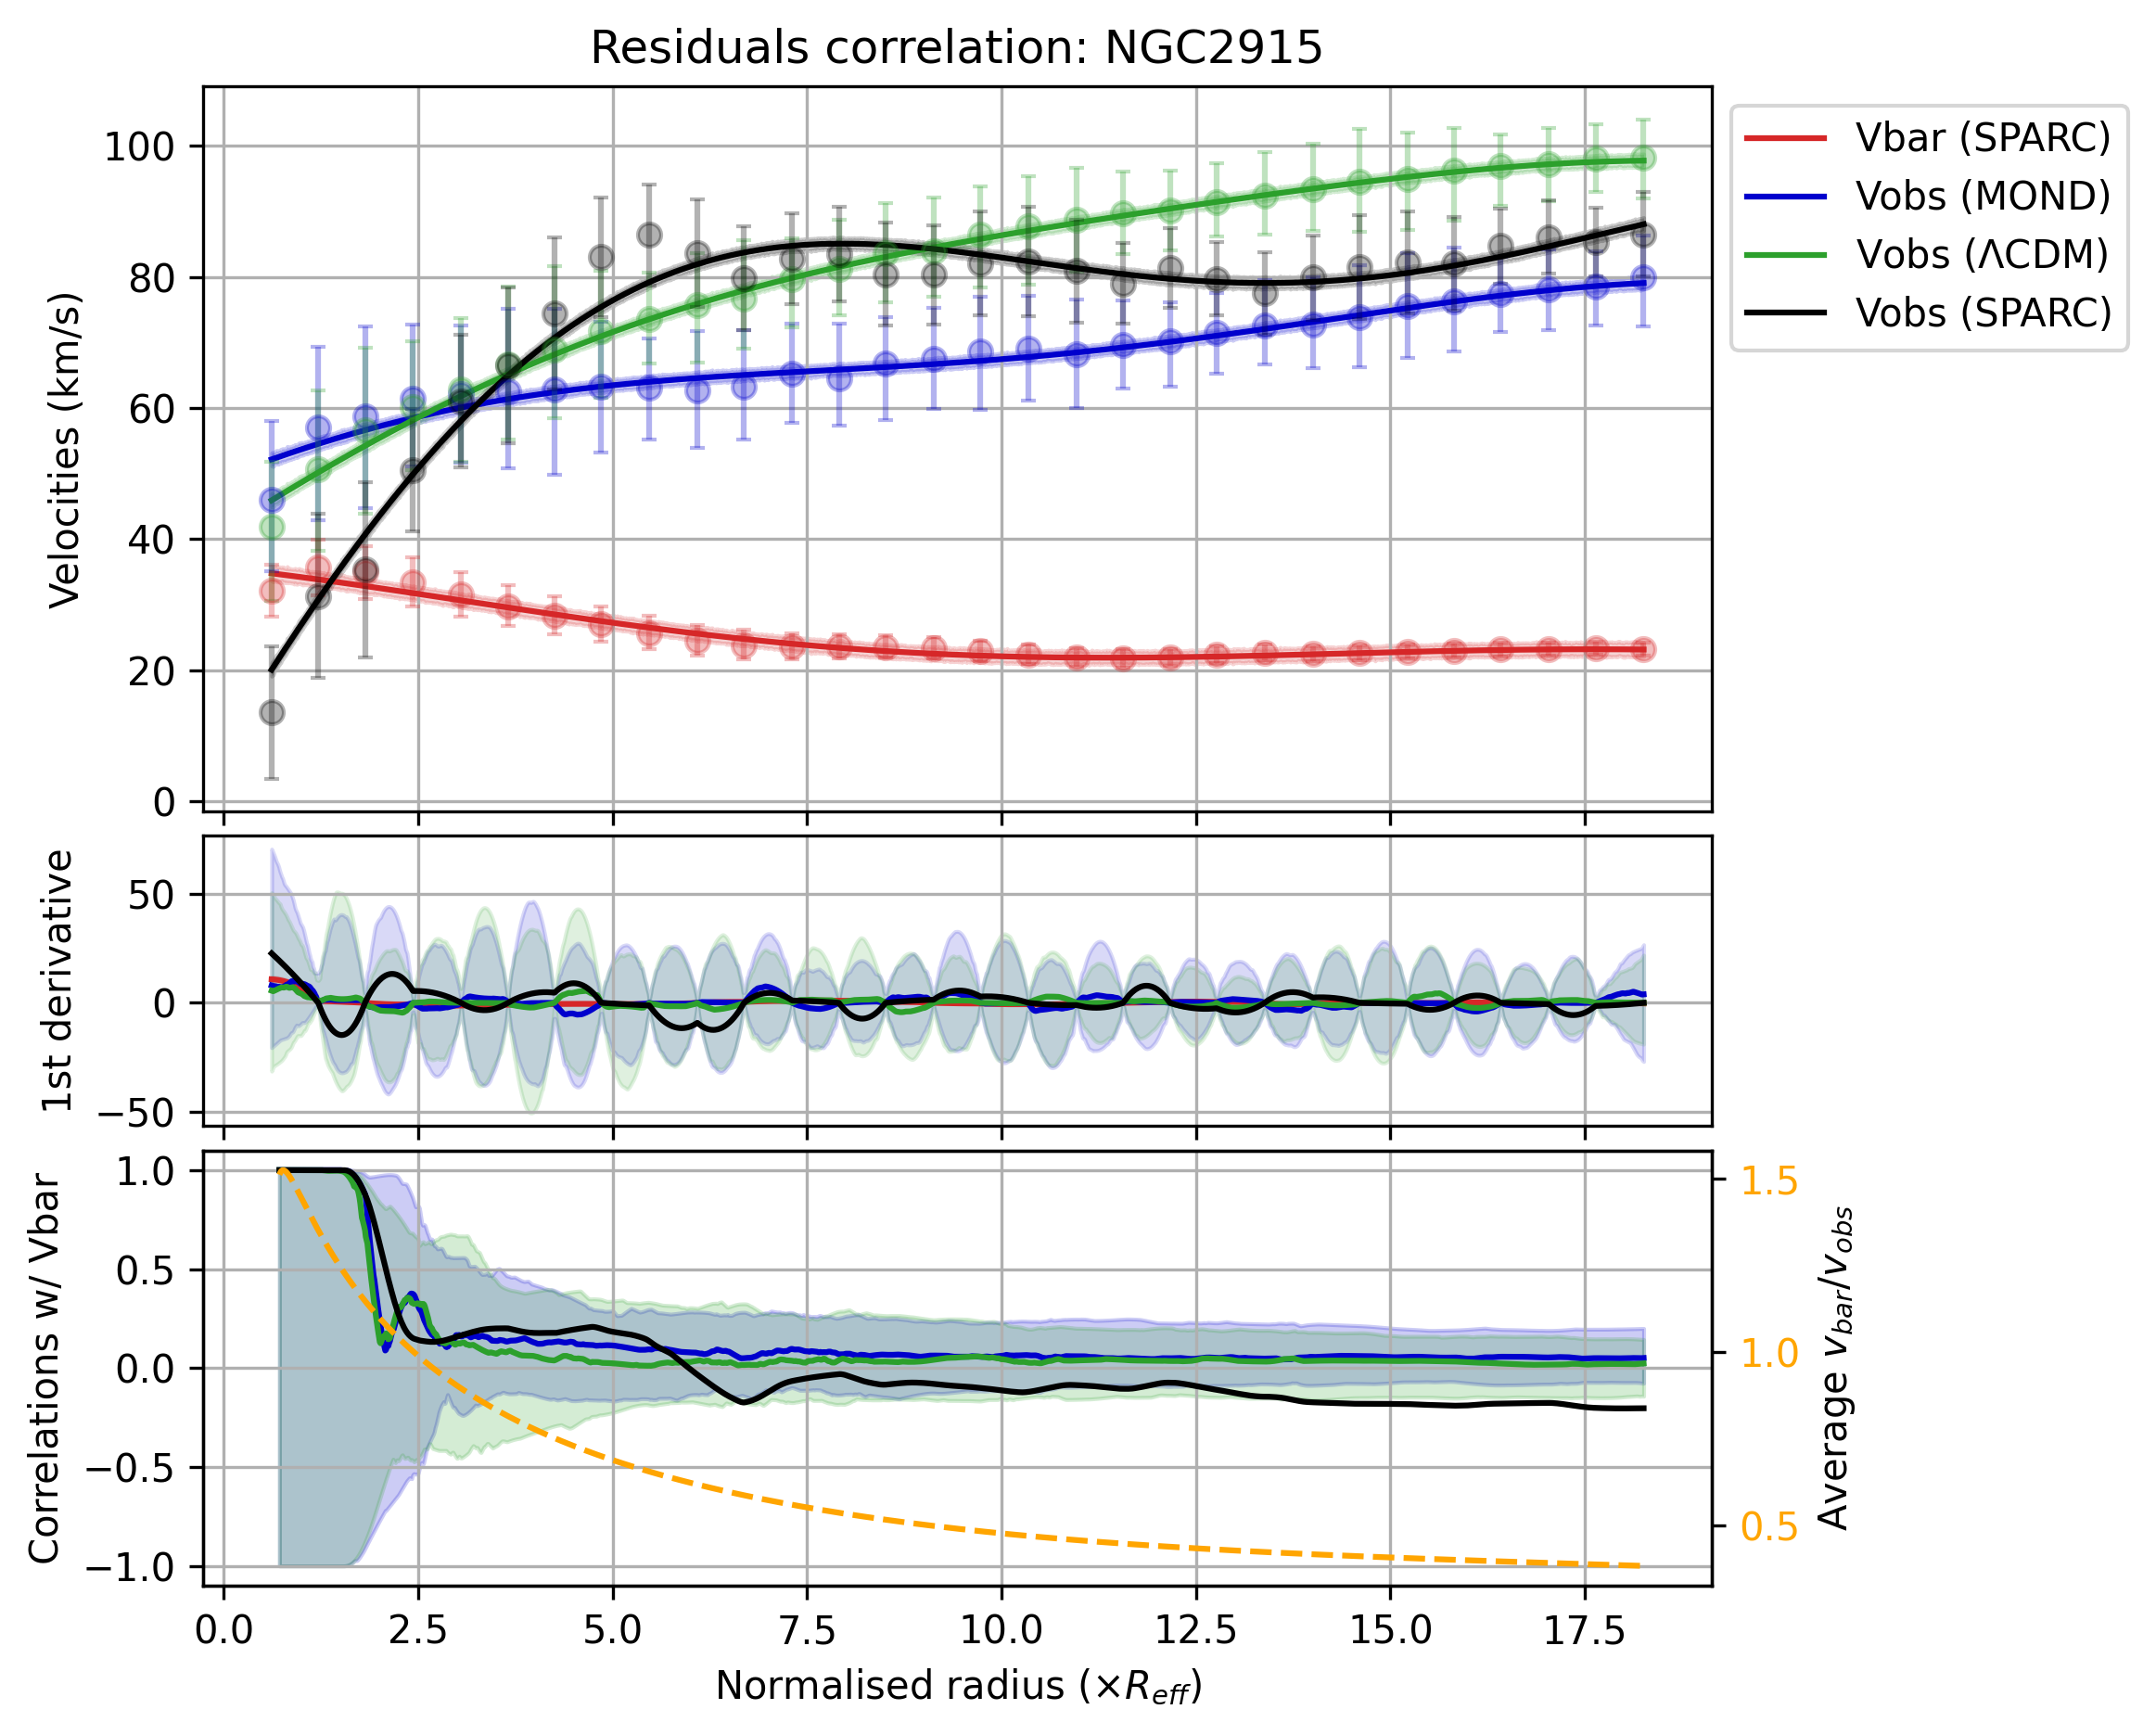 Residuals correlation: NGC2915
Velocities (km/s)
100
80
60
40
20
0
Vbar (SPARC)
Vobs (MOND)
Vobs (ΛCDM)
Vobs (SPARC)
1st derivative
50
0
−50
Correlations w/ Vbar
1.0
0.5
0.0
−0.5
−1.0
1.5
1.0
0.5
Average v_bar/v_obs
0.0 2.5 5.0 7.5 10.0 12.5 15.0 17.5
Normalised radius (×R_eff)